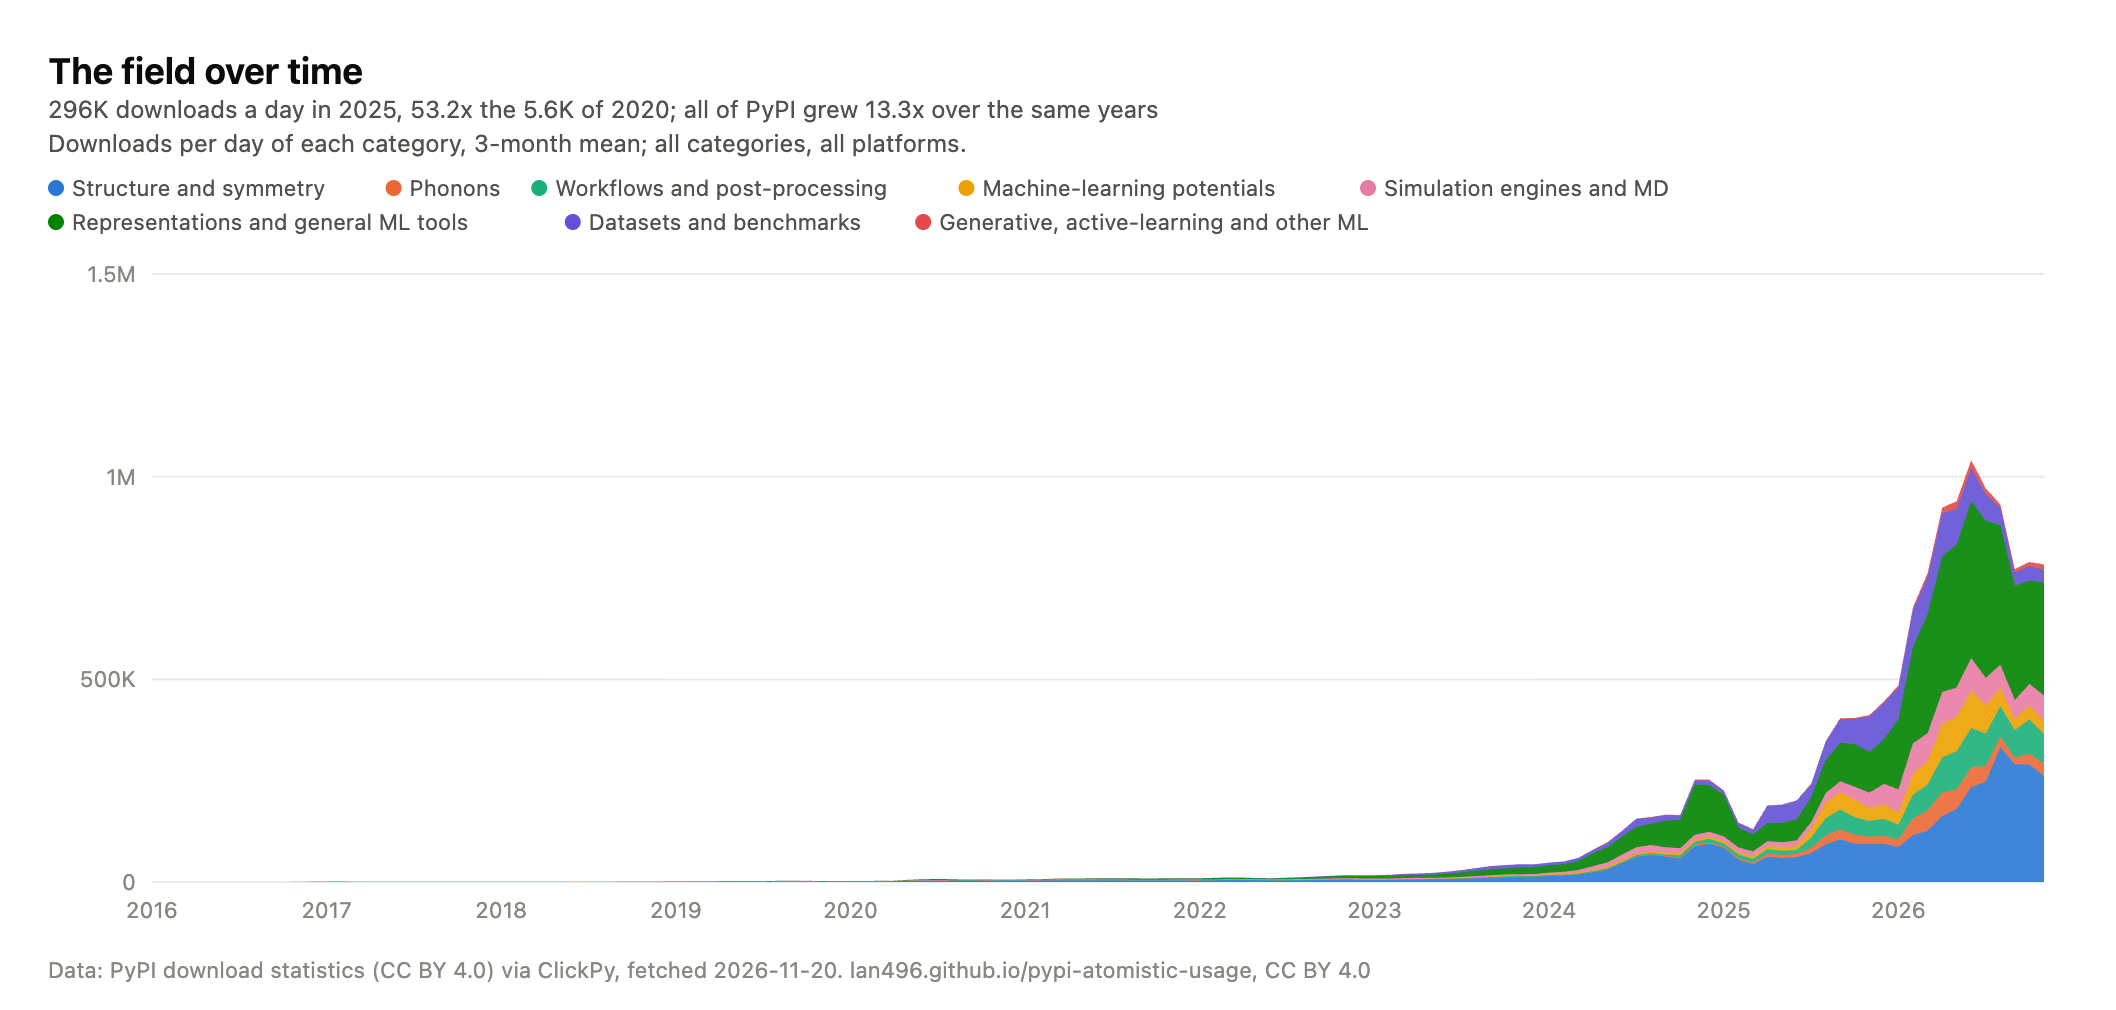 The field over time
296K downloads a day in 2025, 53.2x the 5.6K of 2020; all of PyPI grew 13.3x over the same years
Downloads per day of each category, 3-month mean; all categories, all platforms.
Structure and symmetry Phonons Workflows and post-processing Machine-learning potentials Simulation engines and MD
Representations and general ML tools Datasets and benchmarks Generative, active-learning and other ML
1.5M
1M
500K
0
2016 2017 2018 2019 2020 2021 2022 2023 2024 2025 2026
Data: PyPI download statistics (CC BY 4.0) via ClickPy, fetched 2026-11-20. lan496.github.io/pypi-atomistic-usage, CC BY 4.0